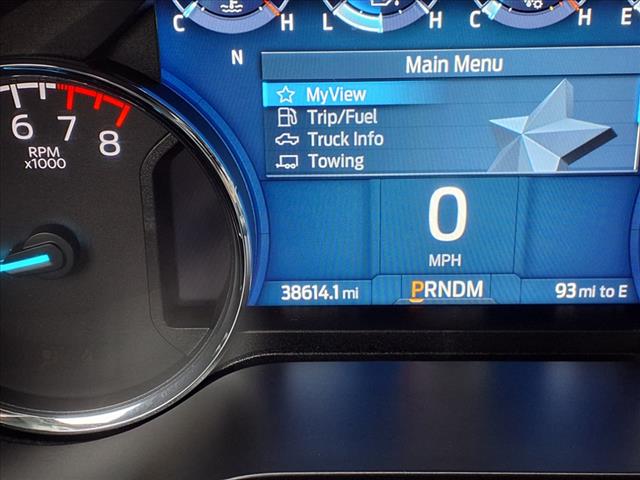 C H L H C H E
N
Main Menu
MyView
Trip/Fuel
Truck Info
Towing
6 7 8
RPM
x1000
0
MPH
38614.1 mi
PRNDM
93 mi to E